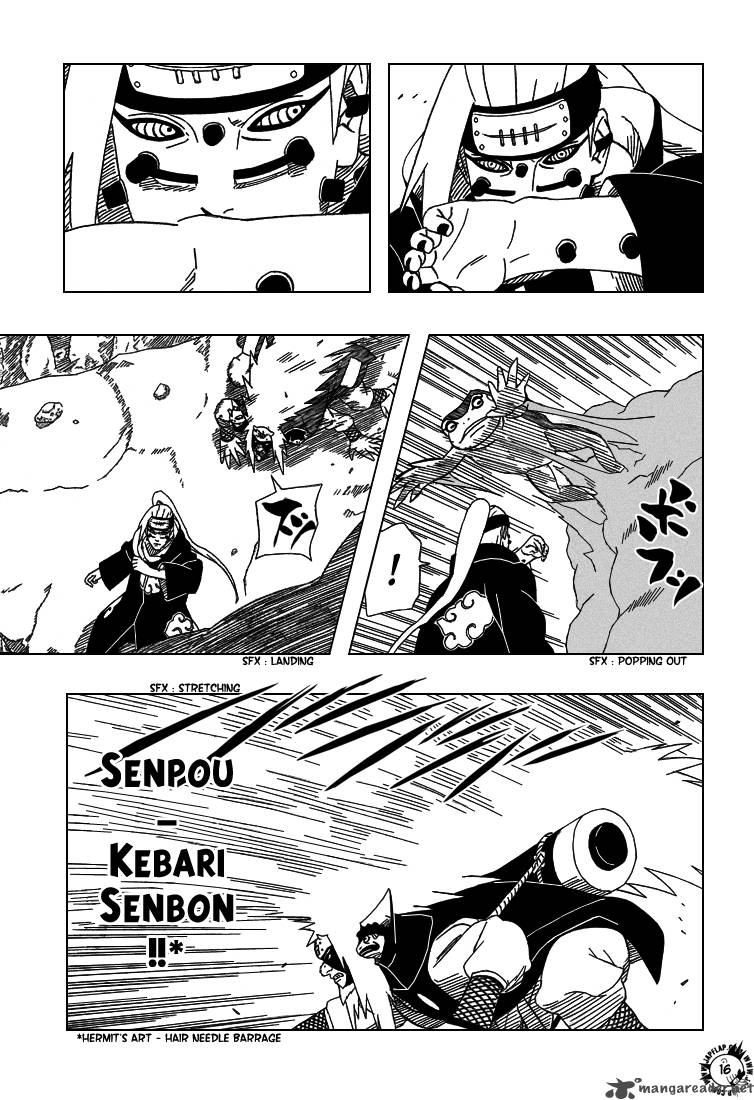 ズズ
!
ボフッ
SFX : LANDING
SFX : POPPING OUT
SFX : STRETCHING
SENPOU
–
KEBARI
SENBON
!!*
*HERMIT'S ART - HAIR NEEDLE BARRAGE
16
mangareader.net